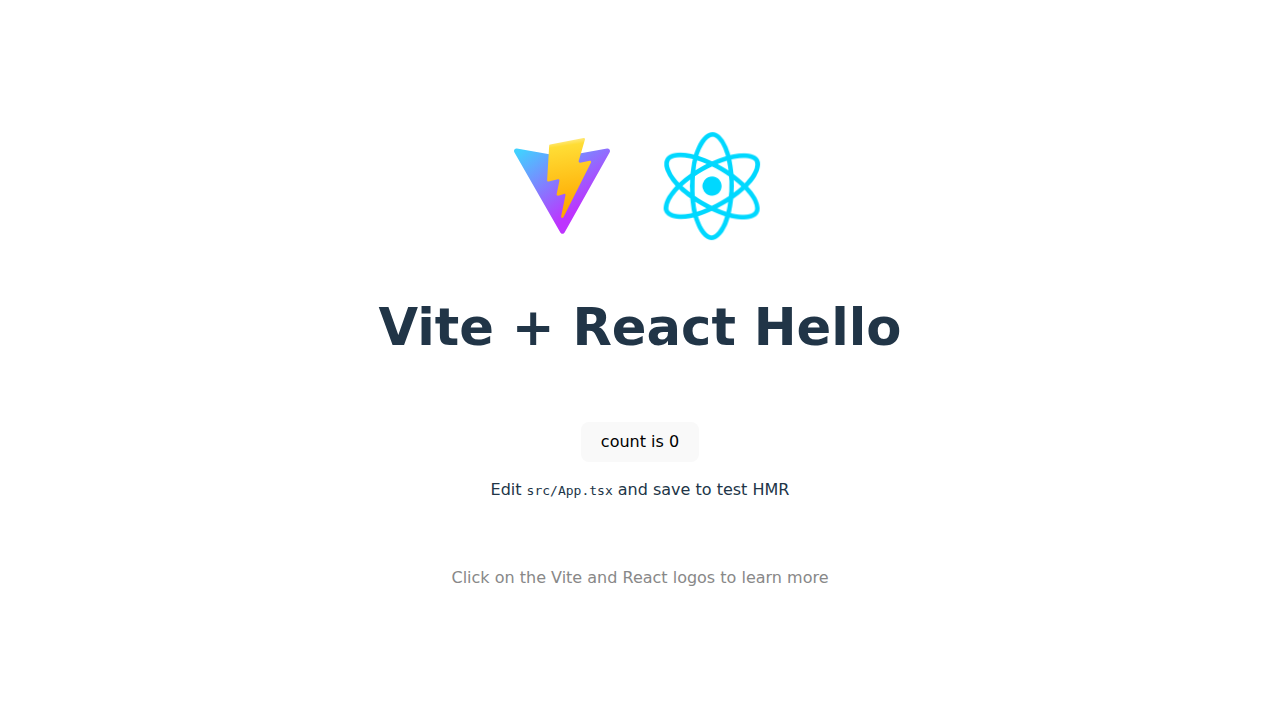 Vite + React Hello
count is 0
Edit src/App.tsx and save to test HMR
Click on the Vite and React logos to learn more